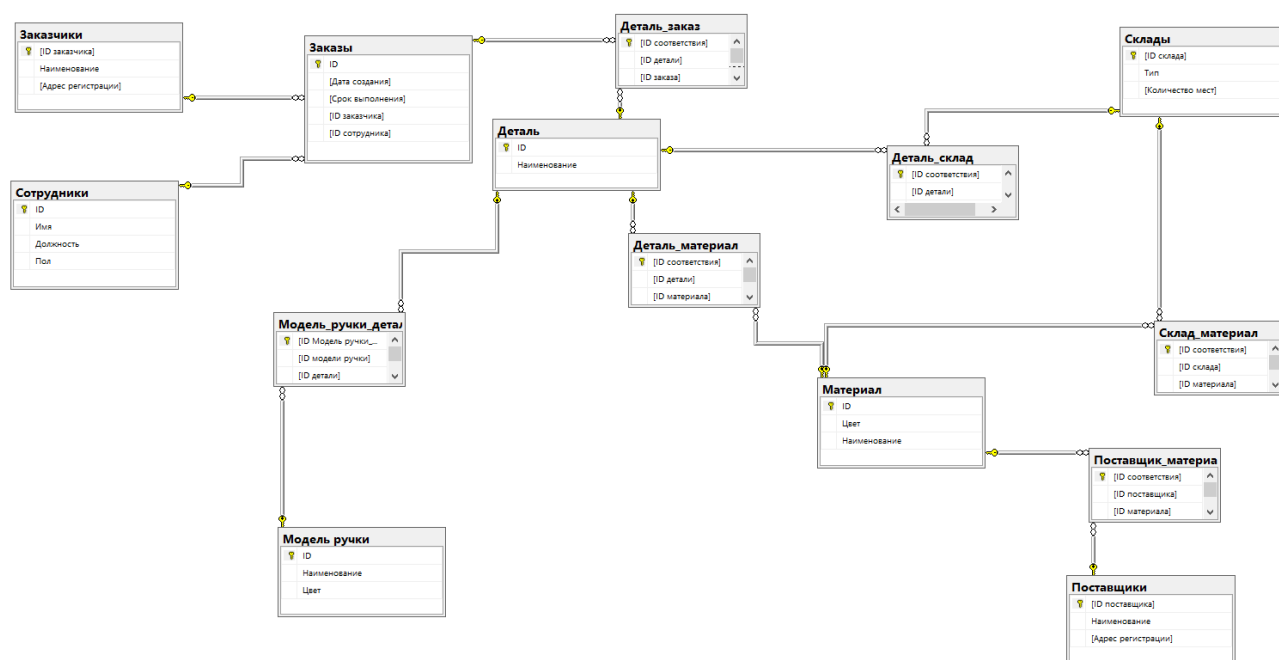 Заказчики
[ID заказчика]
Наименование
[Адрес регистрации]
Заказы
ID
[Дата создания]
[Срок выполнения]
[ID заказчика]
[ID сотрудника]
Деталь_заказ
[ID соответствия]
[ID детали]
[ID заказа]
Склады
[ID склада]
Тип
[Количество мест]
Деталь
ID
Наименование
Деталь_склад
[ID соответствия]
[ID детали]
Сотрудники
ID
Имя
Должность
Пол
Деталь_материал
[ID соответствия]
[ID детали]
[ID материала]
Модель_ручки_детал
[ID Модель ручки_...
[ID модели ручки]
[ID детали]
Склад_материал
[ID соответствия]
[ID склада]
[ID материала]
Материал
ID
Цвет
Наименование
Поставщик_материа
[ID соответствия]
[ID поставщика]
[ID материала]
Модель ручки
ID
Наименование
Цвет
Поставщики
[ID поставщика]
Наименование
[Адрес регистрации]